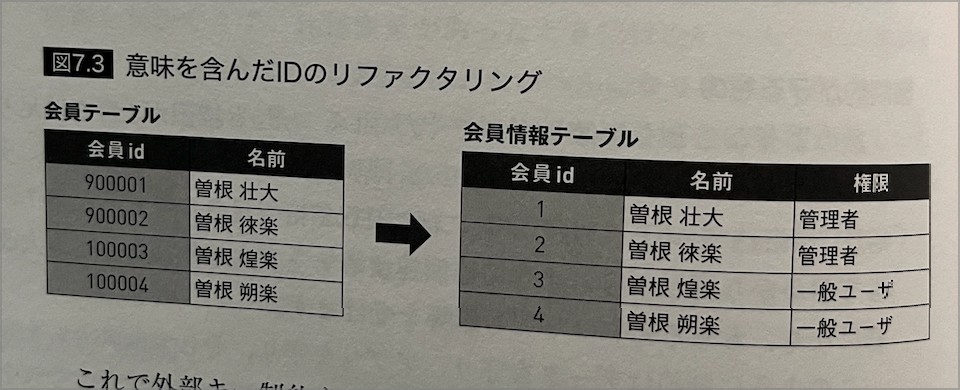 図7.3 意味を含んだIDのリファクタリング
会員テーブル
会員id 名前
900001 曽根 壮大
900002 曽根 徠楽
100003 曽根 煌楽
100004 曽根 朔楽
会員情報テーブル
会員id 名前 権限
1 曽根 壮大 管理者
2 曽根 徠楽 管理者
3 曽根 煌楽 一般ユーザ
4 曽根 朔楽 一般ユーザ
これで外部キー制約